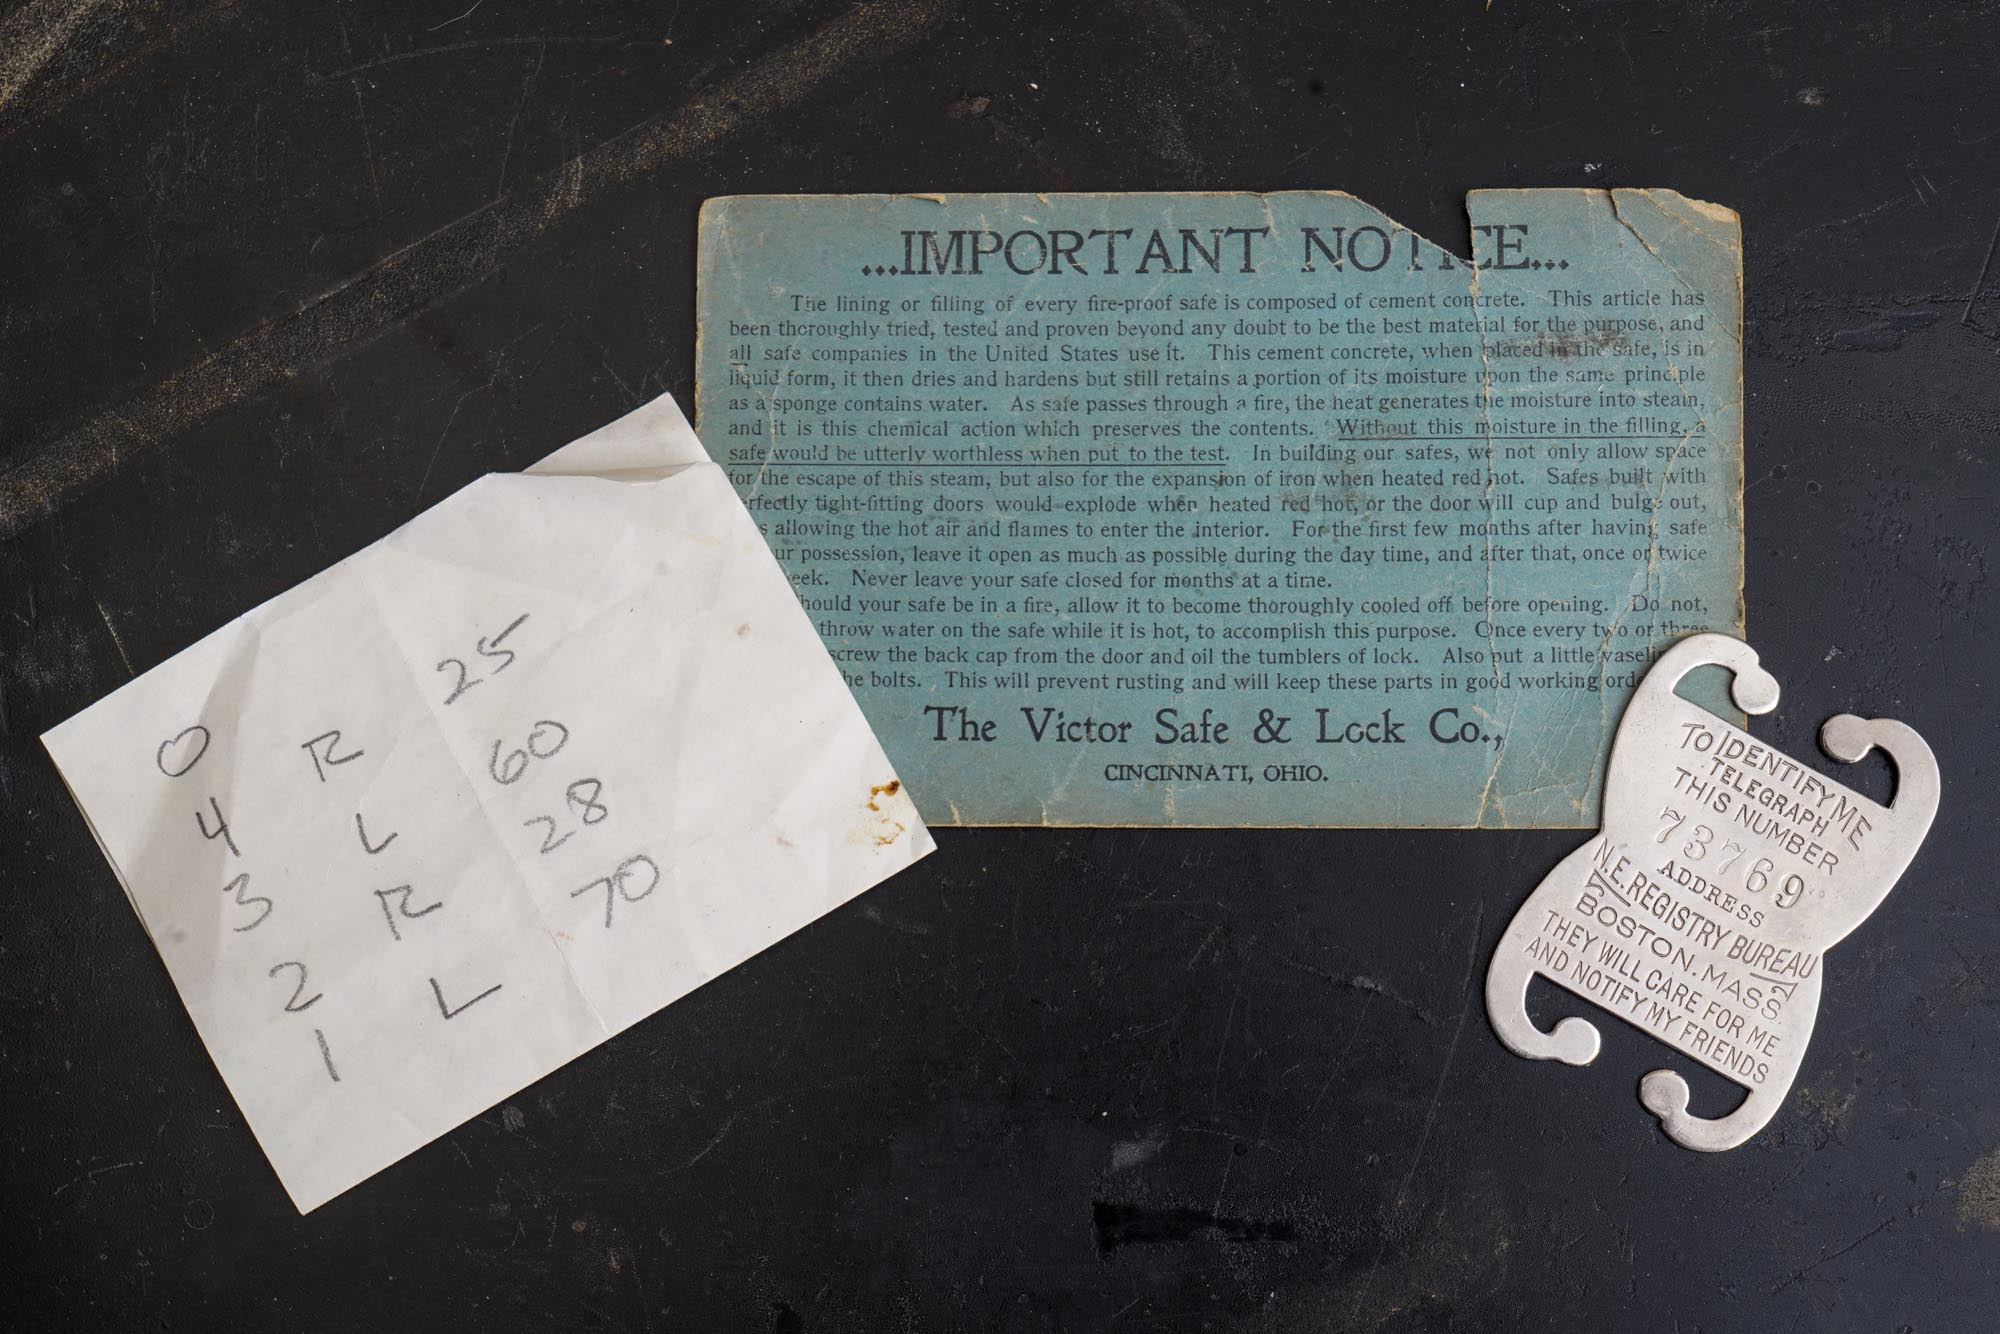 0
4 R 25
3 L 60
2 R 28
1 L 70
...IMPORTANT NOTICE...
The lining or filling of every fire-proof safe is composed of cement concrete. This article has
been thoroughly tried, tested and proven beyond any doubt to be the best material for the purpose, and
all safe companies in the United States use it. This cement concrete, when placed in the safe, is in
liquid form, it then dries and hardens but still retains a portion of its moisture upon the same principle
as a sponge contains water. As safe passes through a fire, the heat generates the moisture into steam,
and it is this chemical action which preserves the contents. Without this moisture in the filling, a
safe would be utterly worthless when put to the test. In building our safes, we not only allow space
for the escape of this steam, but also for the expansion of iron when heated red hot. Safes built with
rfectly tight-fitting doors would explode when heated red hot, or the door will cup and bulge out,
s allowing the hot air and flames to enter the interior. For the first few months after having safe
ur possession, leave it open as much as possible during the day time, and after that, once or twice
eek. Never leave your safe closed for months at a time.
hould your safe be in a fire, allow it to become thoroughly cooled off before opening. Do not,
throw water on the safe while it is hot, to accomplish this purpose. Once every two or three
screw the back cap from the door and oil the tumblers of lock. Also put a little vaseli
he bolts. This will prevent rusting and will keep these parts in good working orde
The Victor Safe & Lock Co.,
CINCINNATI, OHIO.
TO IDENTIFY ME
TELEGRAPH
THIS NUMBER
73769
ADDRESS
N.E. REGISTRY BUREAU
BOSTON. MASS.
THEY WILL CARE FOR ME
AND NOTIFY MY FRIENDS